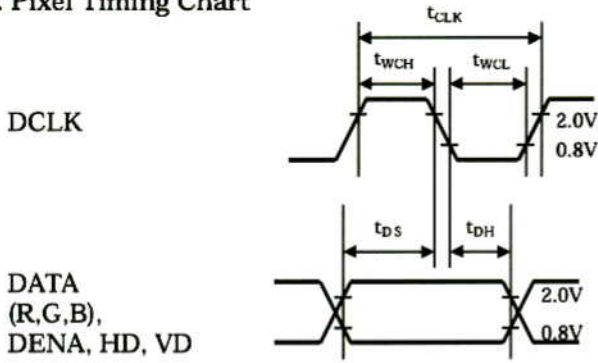 . Pixel Timing Chart
tCLK
tWCH
tWCL
DCLK
2.0V
0.8V
tDS
tDH
DATA
(R,G,B),
DENA, HD, VD
2.0V
0.8V